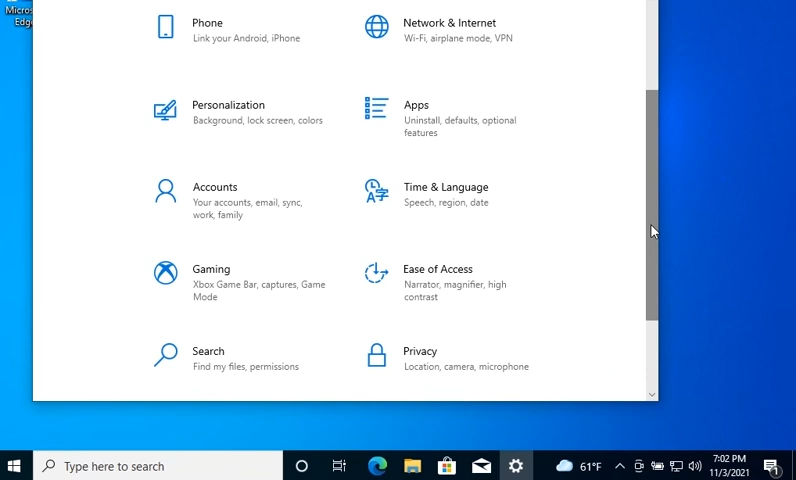 Micros
Edge
Phone
Link your Android, iPhone
Network & Internet
Wi-Fi, airplane mode, VPN
Personalization
Background, lock screen, colors
Apps
Uninstall, defaults, optional
features
Accounts
Your accounts, email, sync,
work, family
Time & Language
Speech, region, date
Gaming
Xbox Game Bar, captures, Game
Mode
Ease of Access
Narrator, magnifier, high
contrast
Search
Find my files, permissions
Privacy
Location, camera, microphone
Type here to search
61°F
7:02 PM
11/3/2021
1